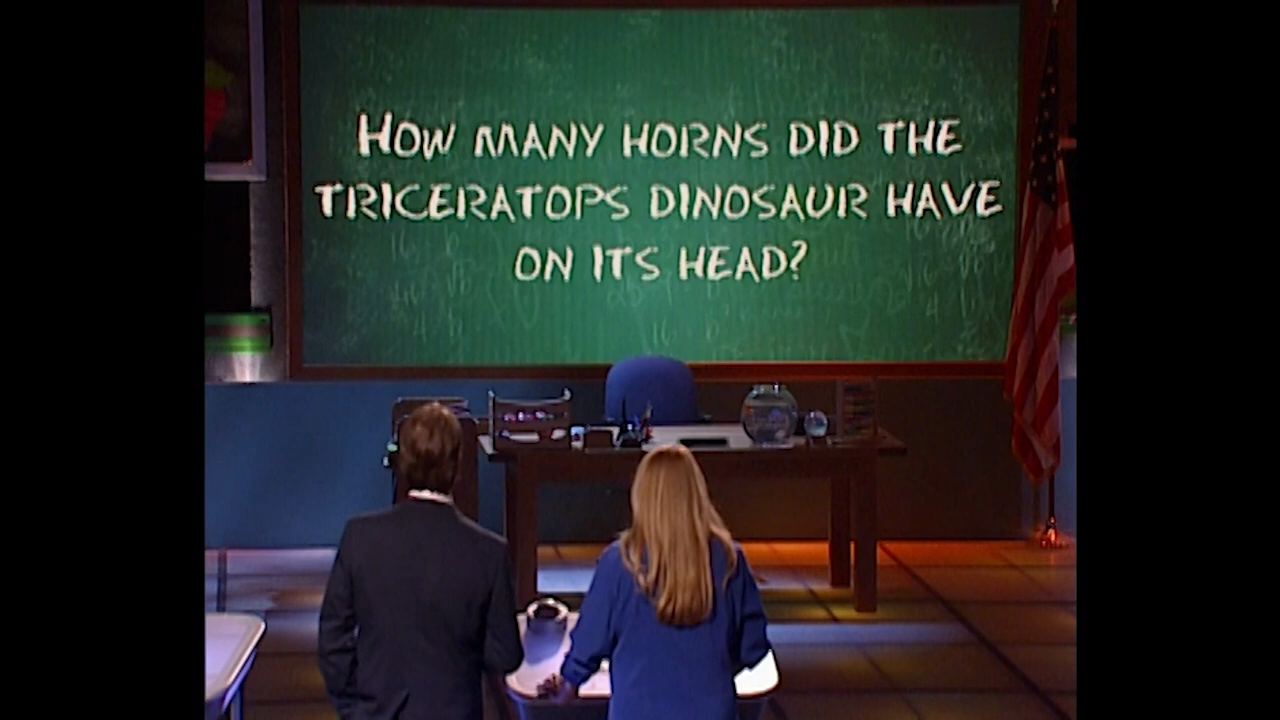 HOW MANY HORNS DID THE
TRICERATOPS DINOSAUR HAVE
ON ITS HEAD?